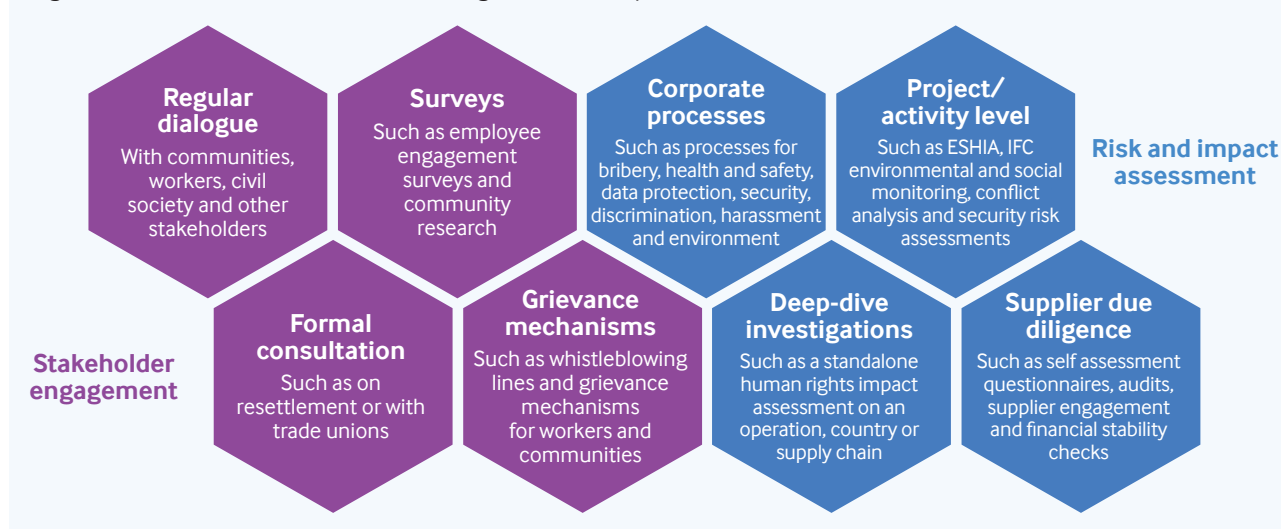 Regular
dialogue
With communities,
workers, civil
society and other
stakeholders
Surveys
Such as employee
engagement
surveys and
community
research
Corporate
processes
Such as processes for
bribery, health and safety,
data protection, security,
discrimination, harassment
and environment
Project/
activity level
Such as ESHIA, IFC
environmental and social
monitoring, conflict
analysis and security risk
assessments
Risk and impact
assessment
Stakeholder
engagement
Formal
consultation
Such as on
resettlement or with
trade unions
Grievance
mechanisms
Such as whistleblowing
lines and grievance
mechanisms
for workers and
communities
Deep-dive
investigations
Such as a standalone
human rights impact
assessment on an
operation, country or
supply chain
Supplier due
diligence
Such as self assessment
questionnaires, audits,
supplier engagement
and financial stability
checks